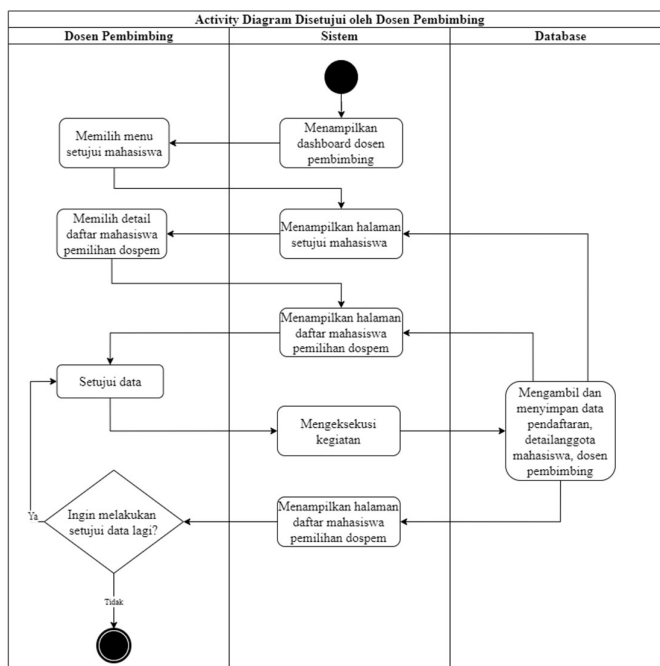 Activity Diagram Disetujui oleh Dosen Pembimbing
Dosen Pembimbing
Sistem
Database
Memilih menu
setujui mahasiswa
Menampilkan
dashboard dosen
pembimbing
Memilih detail
daftar mahasiswa
pemilihan dospem
Menampilkan halaman
setujui mahasiswa
Menampilkan halaman
daftar mahasiswa
pemilihan dospem
Setujui data
Mengeksekusi
kegiatan
Mengambil dan
menyimpan data
pendaftaran,
detailanggota
mahasiswa, dosen
pembimbing
Ya
Ingin melakukan
setujui data lagi?
Menampilkan halaman
daftar mahasiswa
pemilihan dospem
Tidak